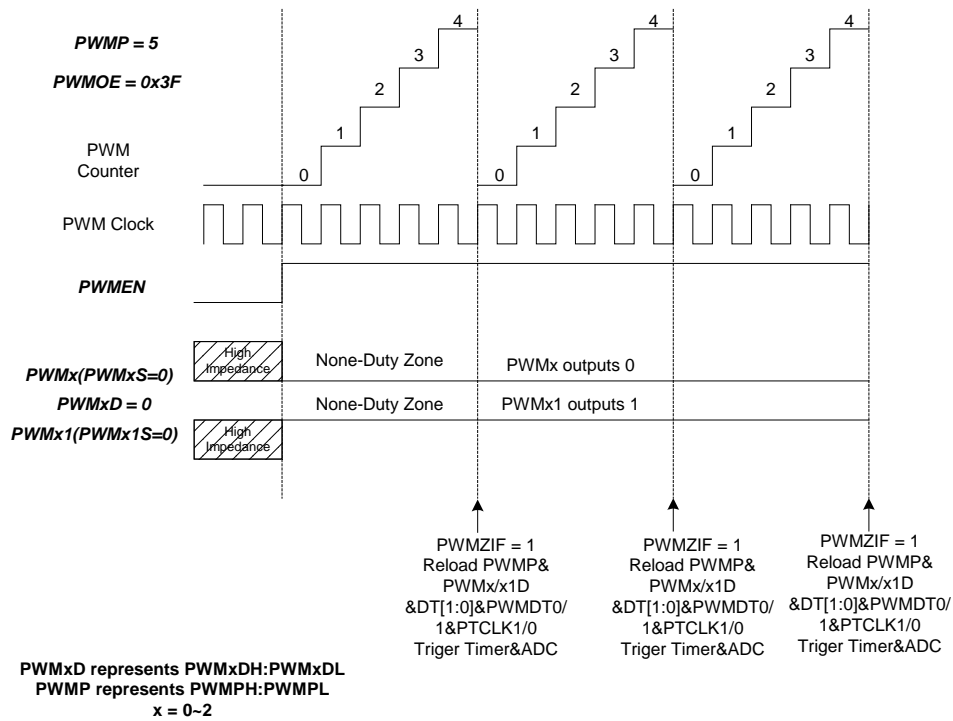 4
4
4
PWMP = 5
3
3
3
PWMOE = 0x3F
2
2
2
1
1
1
PWM
Counter
0
0
0
PWM Clock
PWMEN
High
Impedance
None-Duty Zone
PWMx outputs 0
PWMx(PWMxS=0)
PWMxD = 0
None-Duty Zone
PWMx1 outputs 1
PWMx1(PWMx1S=0)
High
Impedance
PWMZIF = 1
Reload PWMP&
PWMx/x1D
&DT[1:0]&PWMDT0/
1&PTCLK1/0
Triger Timer&ADC
PWMZIF = 1
Reload PWMP&
PWMx/x1D
&DT[1:0]&PWMDT0/
1&PTCLK1/0
Triger Timer&ADC
PWMZIF = 1
Reload PWMP&
PWMx/x1D
&DT[1:0]&PWMDT0/
1&PTCLK1/0
Triger Timer&ADC
PWMxD represents PWMxDH:PWMxDL
PWMP represents PWMPH:PWMPL
x = 0~2